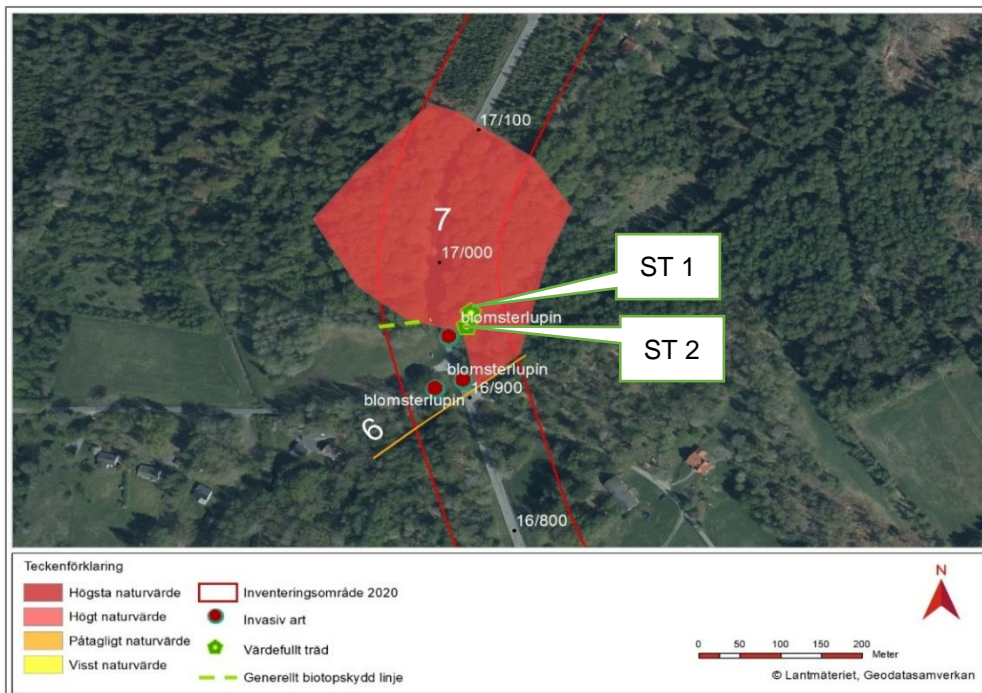 17/100
7
17/000
ST 1
blomsterlupin
ST 2
blomsterlupin
16/900
blomsterlupin
6
16/800
Teckenförklaring
Högsta naturvärde
Högt naturvärde
Påtagligt naturvärde
Visst naturvärde
Inventeringsområde 2020
Invasiv art
Värdefullt träd
Generellt biotopskydd linje
N
0 50 100 150 200
Meter
© Lantmäteriet, Geodatasamverkan